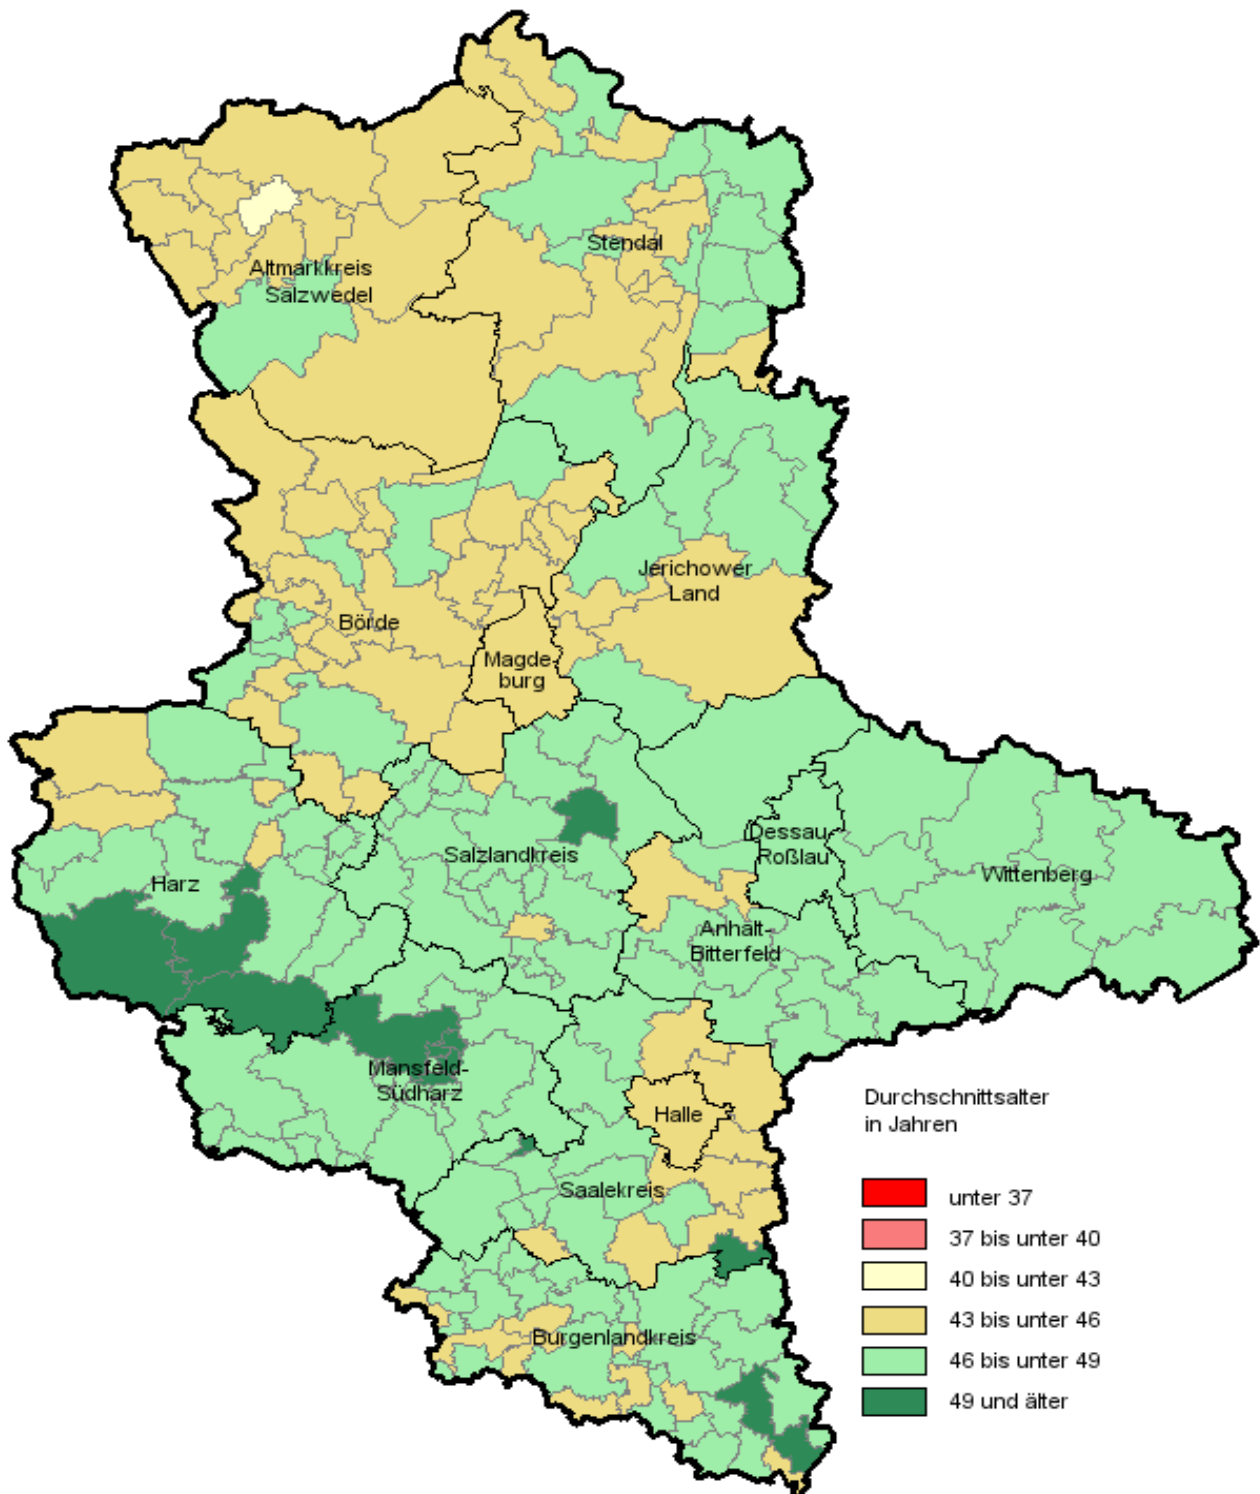 Stendal
Altmarkkreis
Salzwedel
Jerichower
Land
Börde
Magde-
burg
Dessau-
Roßlau
Salzlandkreis
Wittenberg
Harz
Anhalt-
Bitterfeld
Mansfeld-
Südharz
Halle
Saalekreis
Burgenlandkreis
Durchschnittsalter
in Jahren
unter 37
37 bis unter 40
40 bis unter 43
43 bis unter 46
46 bis unter 49
49 und älter